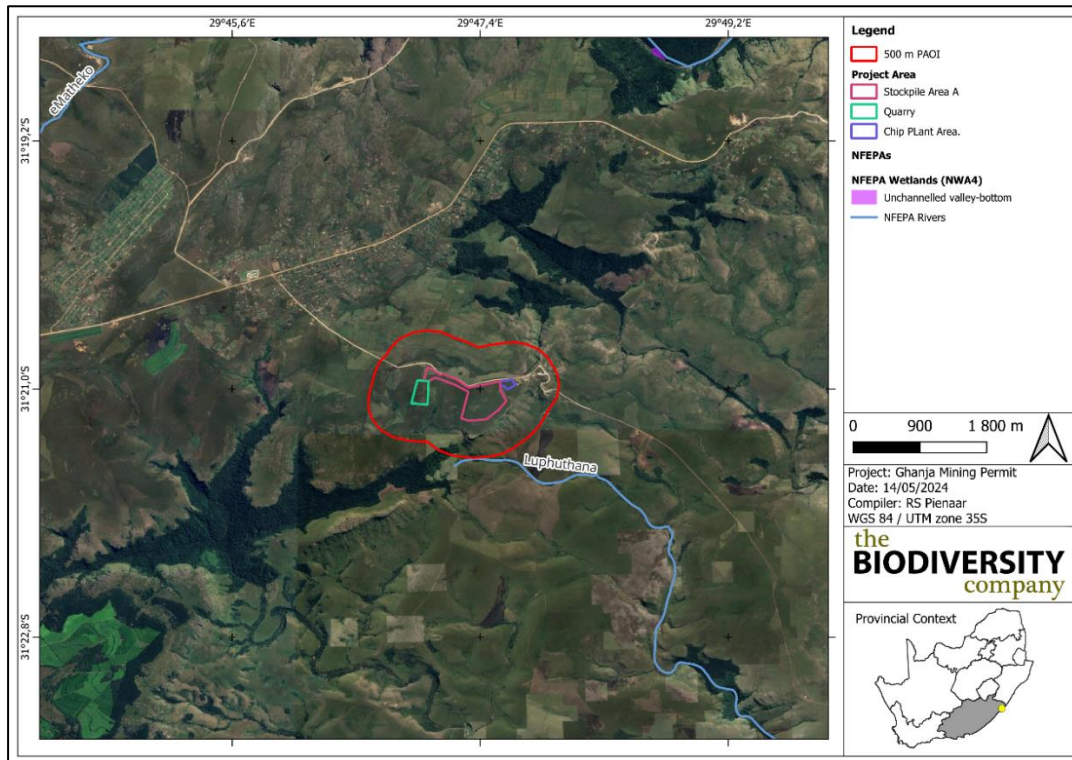 29°45,6'E
29°47,4'E
29°49,2'E
31°19,2'S
31°21,0'S
31°22,8'S
eMatheko
Luphuthana
Legend
500 m PAOI
Project Area
Stockpile Area A
Quarry
Chip PLant Area.
NFEPAs
NFEPA Wetlands (NWA4)
Unchannelled valley-bottom
NFEPA Rivers
0 900 1 800 m
Project: Ghanja Mining Permit
Date: 14/05/2024
Compiler: RS Pienaar
WGS 84 / UTM zone 35S
the
BIODIVERSITY
company
Provincial Context